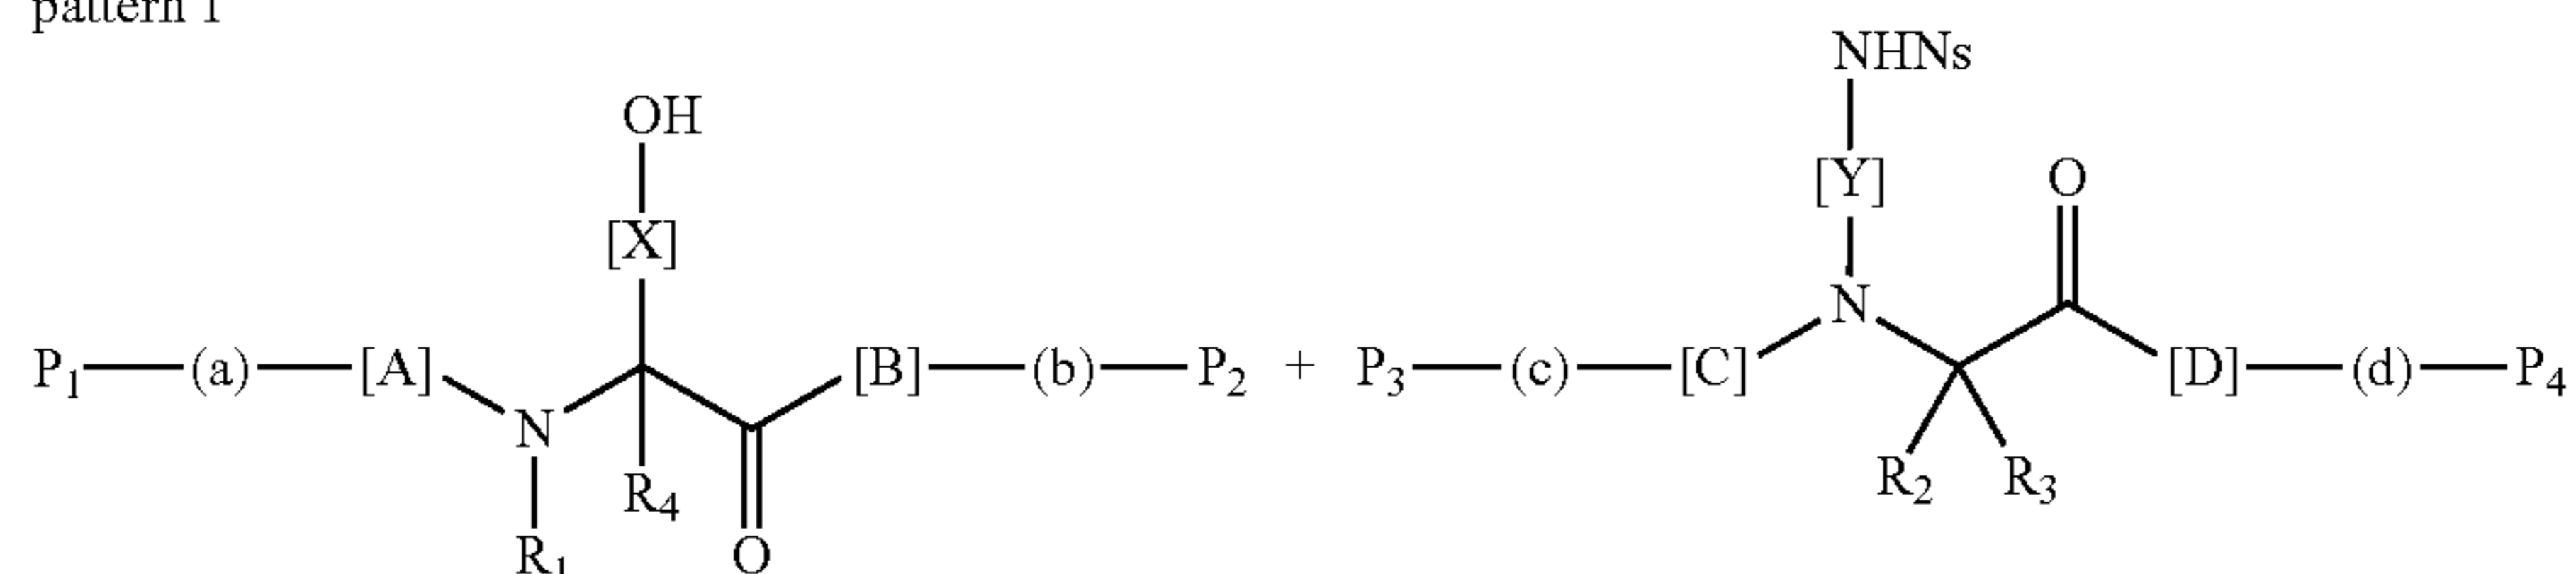 pattern 1
NHNs
OH
[Y]
O
[X]
N
P₁—(a)—[A] [B]—(b)—P₂ + P₃—(c)—[C] [D]—(d)—P₄
N
R₄
R₂ R₃
R₁
O